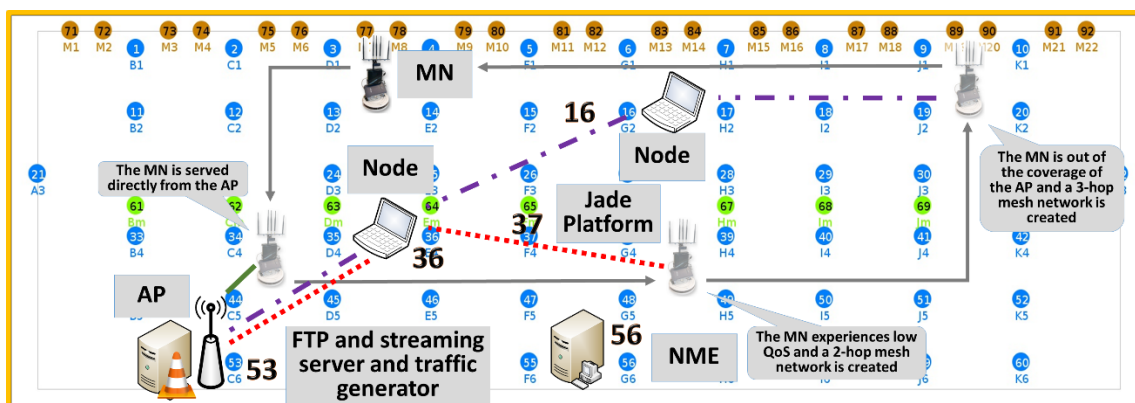 71 72 73 74 75 76 77 78 79 80 81 82 83 84 85 86 87 88 89 90 91 92
M1 M2 M3 M4 M5 M6 M8 M9 M10 M11 M12 M13 M14 M15 M16 M17 M18 M20 M21 M22
1 2 3 4 5 6 7 8 9 10
B1 C1 D1 F1 G1 H1 I1 J1 K1
MN
11 12 13 14 15 16 17 18 19 20
B2 C2 D2 E2 F2 G2 H2 I2 J2 K2
16
Node
Node
21
A3
24 26 28 29 30
D3 F3 H3 I3 J3
The MN is served
directly from the AP
The MN is out of
the coverage of
the AP and a 3-hop
mesh network is
created
Jade
Platform
61 62 63 64 65 67 68 69
Bm Dm Em Hm Im Jm
33 34 35 36 37 39 40 41 42
B4 C4 D4 F4 G4 H4 I4 J4 K4
36
37
AP
44 45 46 47 48 50 51 52
C5 D5 E5 F5 G5 H5 I5 J5 K5
FTP and streaming
server and traffic
generator
56
NME
The MN experiences low
QoS and a 2-hop mesh
network is created
53 55 56 60
C6 F6 G6 J6 K6
53